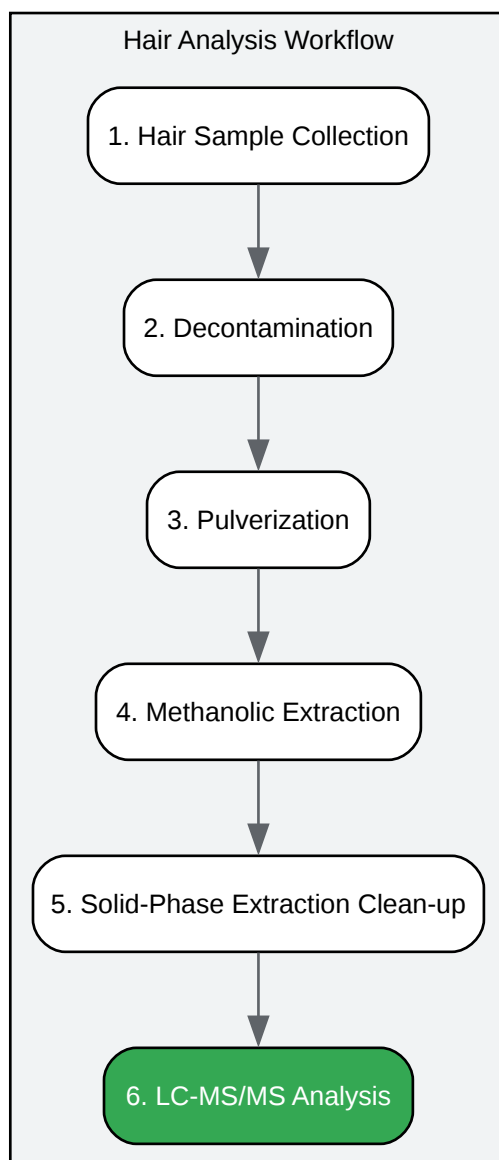 Hair Analysis Workflow
1. Hair Sample Collection
2. Decontamination
3. Pulverization
4. Methanolic Extraction
5. Solid-Phase Extraction Clean-up
6. LC-MS/MS Analysis